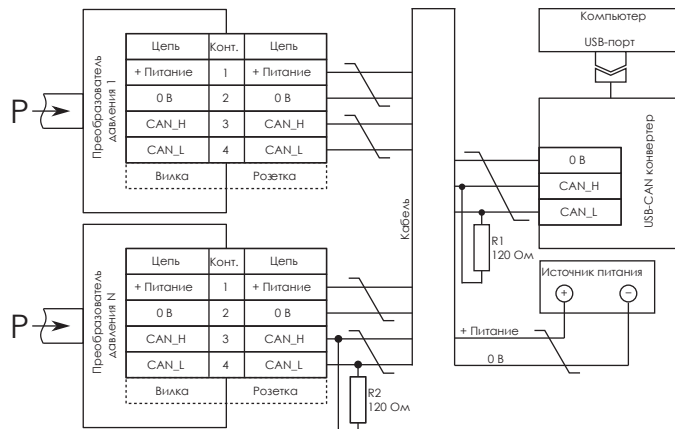 Преобразователь
давления 1
P
Цепь Конт. Цепь
+ Питание 1 + Питание
0 В 2 0 В
CAN_H 3 CAN_H
CAN_L 4 CAN_L
Вилка Розетка
Преобразователь
давления N
P
Цепь Конт. Цепь
+ Питание 1 + Питание
0 В 2 0 В
CAN_H 3 CAN_H
CAN_L 4 CAN_L
Вилка Розетка
R2
120 Ом
Кабель
Компьютер
USB-порт
USB-CAN конвертер
0 В
CAN_H
CAN_L
R1
120 Ом
Источник питания
+ −
+ Питание
0 В